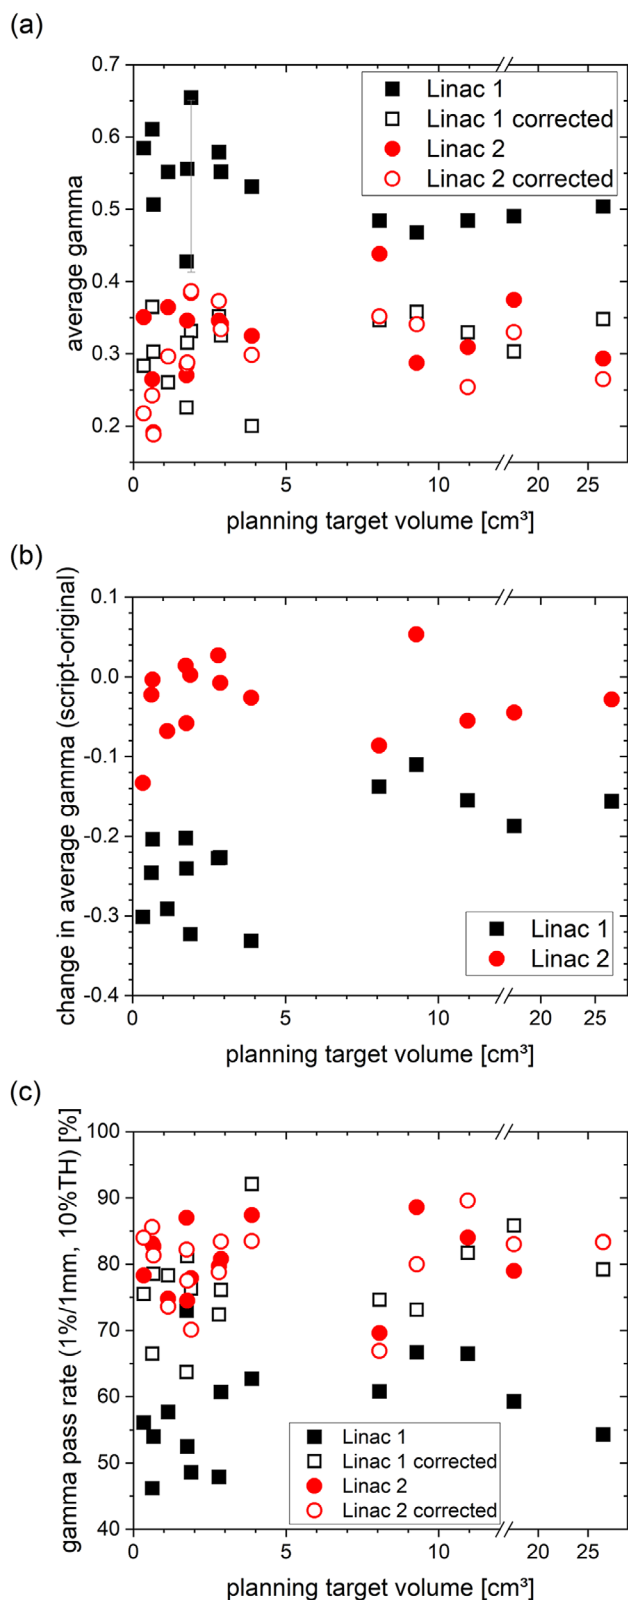 (a)
0.7
0.6
0.5
0.4
0.3
0.2
average gamma
Linac 1
Linac 1 corrected
Linac 2
Linac 2 corrected
0 5 10 20 25
planning target volume [cm³]
(b)
0.1
0.0
-0.1
-0.2
-0.3
-0.4
change in average gamma (script-original)
Linac 1
Linac 2
0 5 10 20 25
planning target volume [cm³]
(c)
100
90
80
70
60
50
40
gamma pass rate (1%/1mm, 10%TH) [%]
Linac 1
Linac 1 corrected
Linac 2
Linac 2 corrected
0 5 10 20 25
planning target volume [cm³]